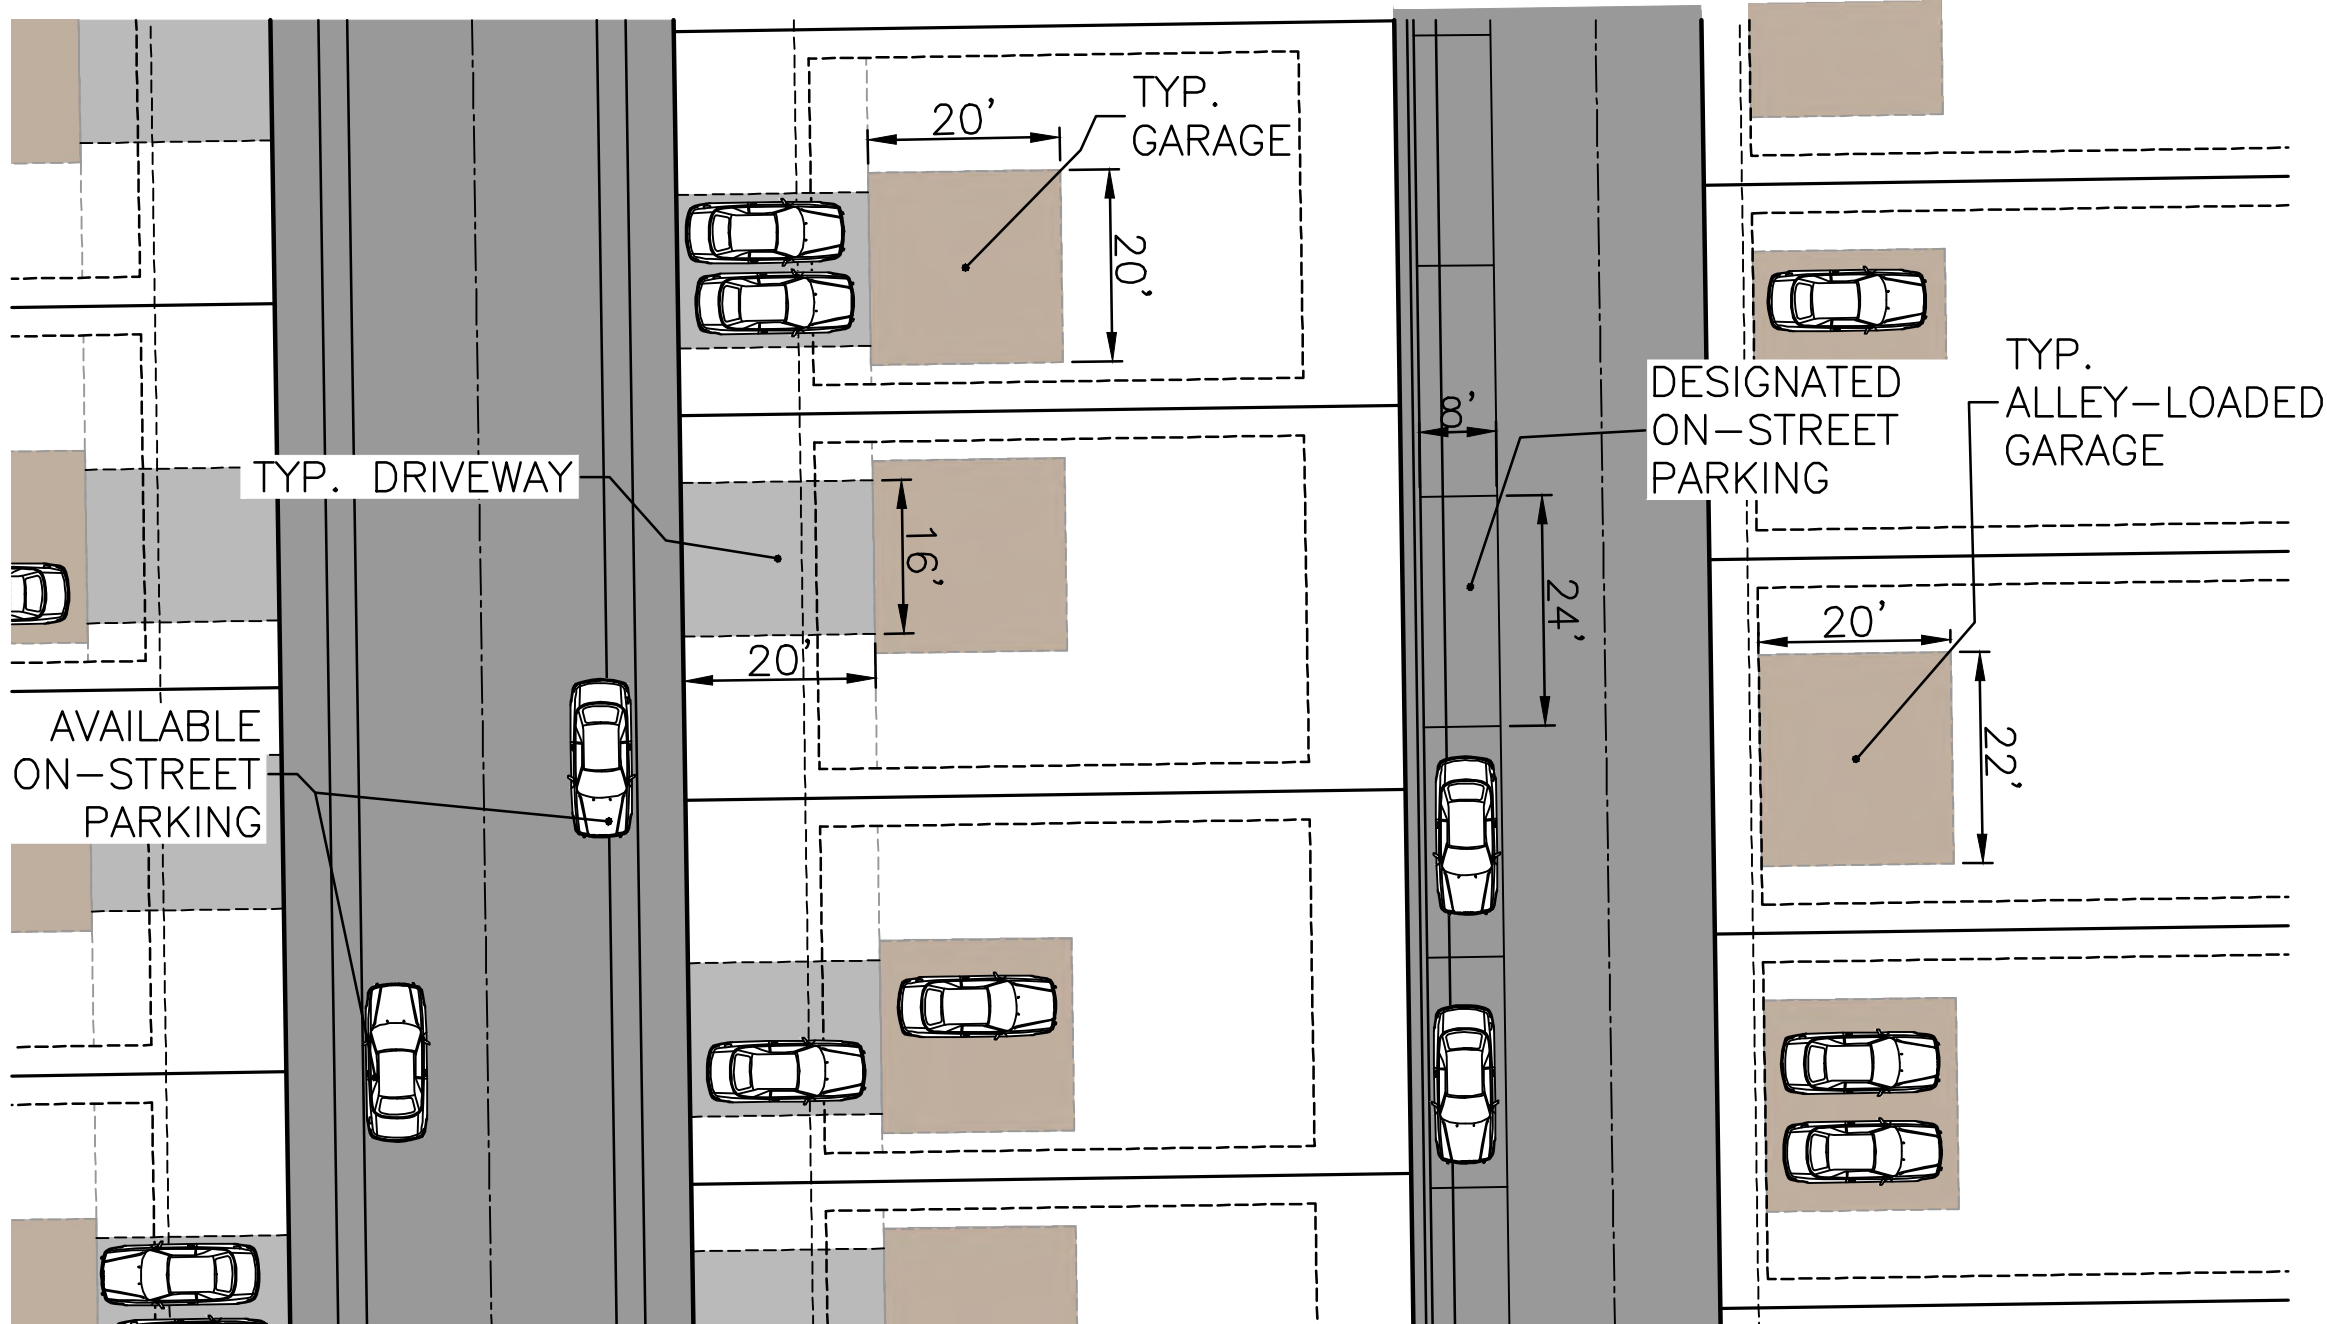 TYP.
GARAGE
20'
20'
DESIGNATED
ON-STREET
PARKING
8'
TYP.
ALLEY-LOADED
GARAGE
TYP. DRIVEWAY
16'
20'
24'
20'
22'
AVAILABLE
ON-STREET
PARKING